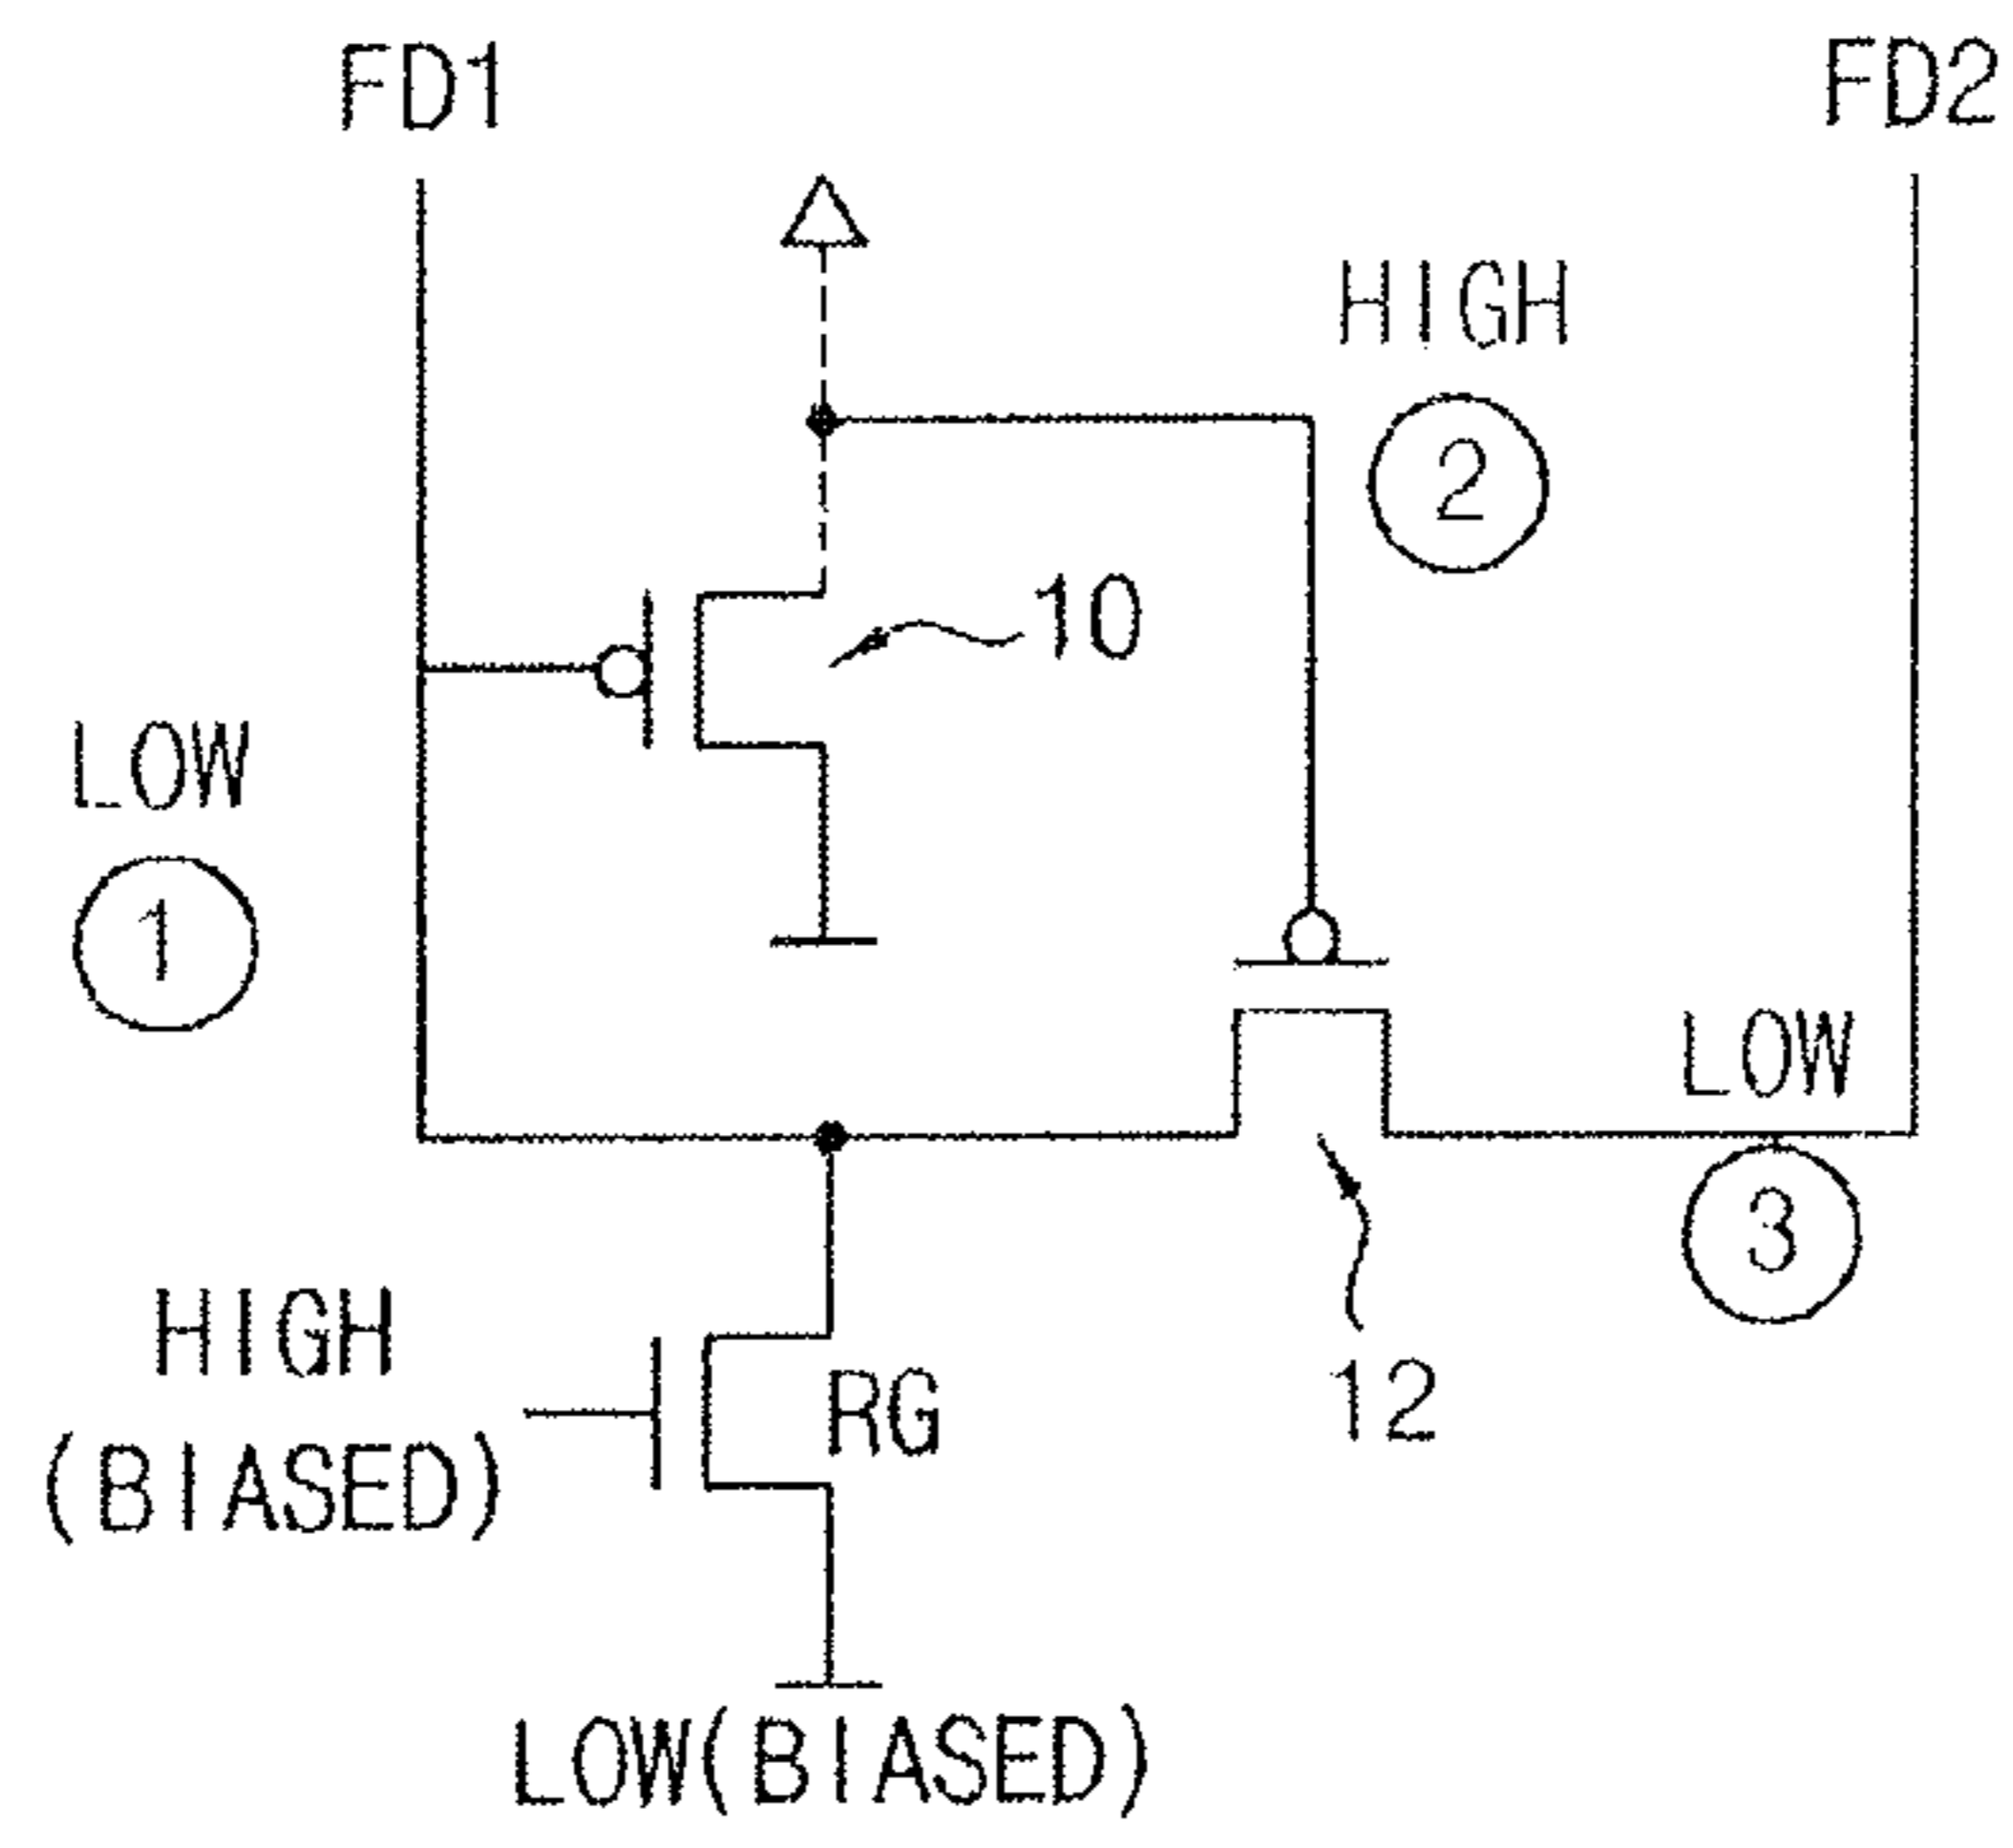 FD1
FD2
HIGH
2
10
LOW
1
LOW
3
HIGH
(BIASED)
RG
12
LOW(BIASED)